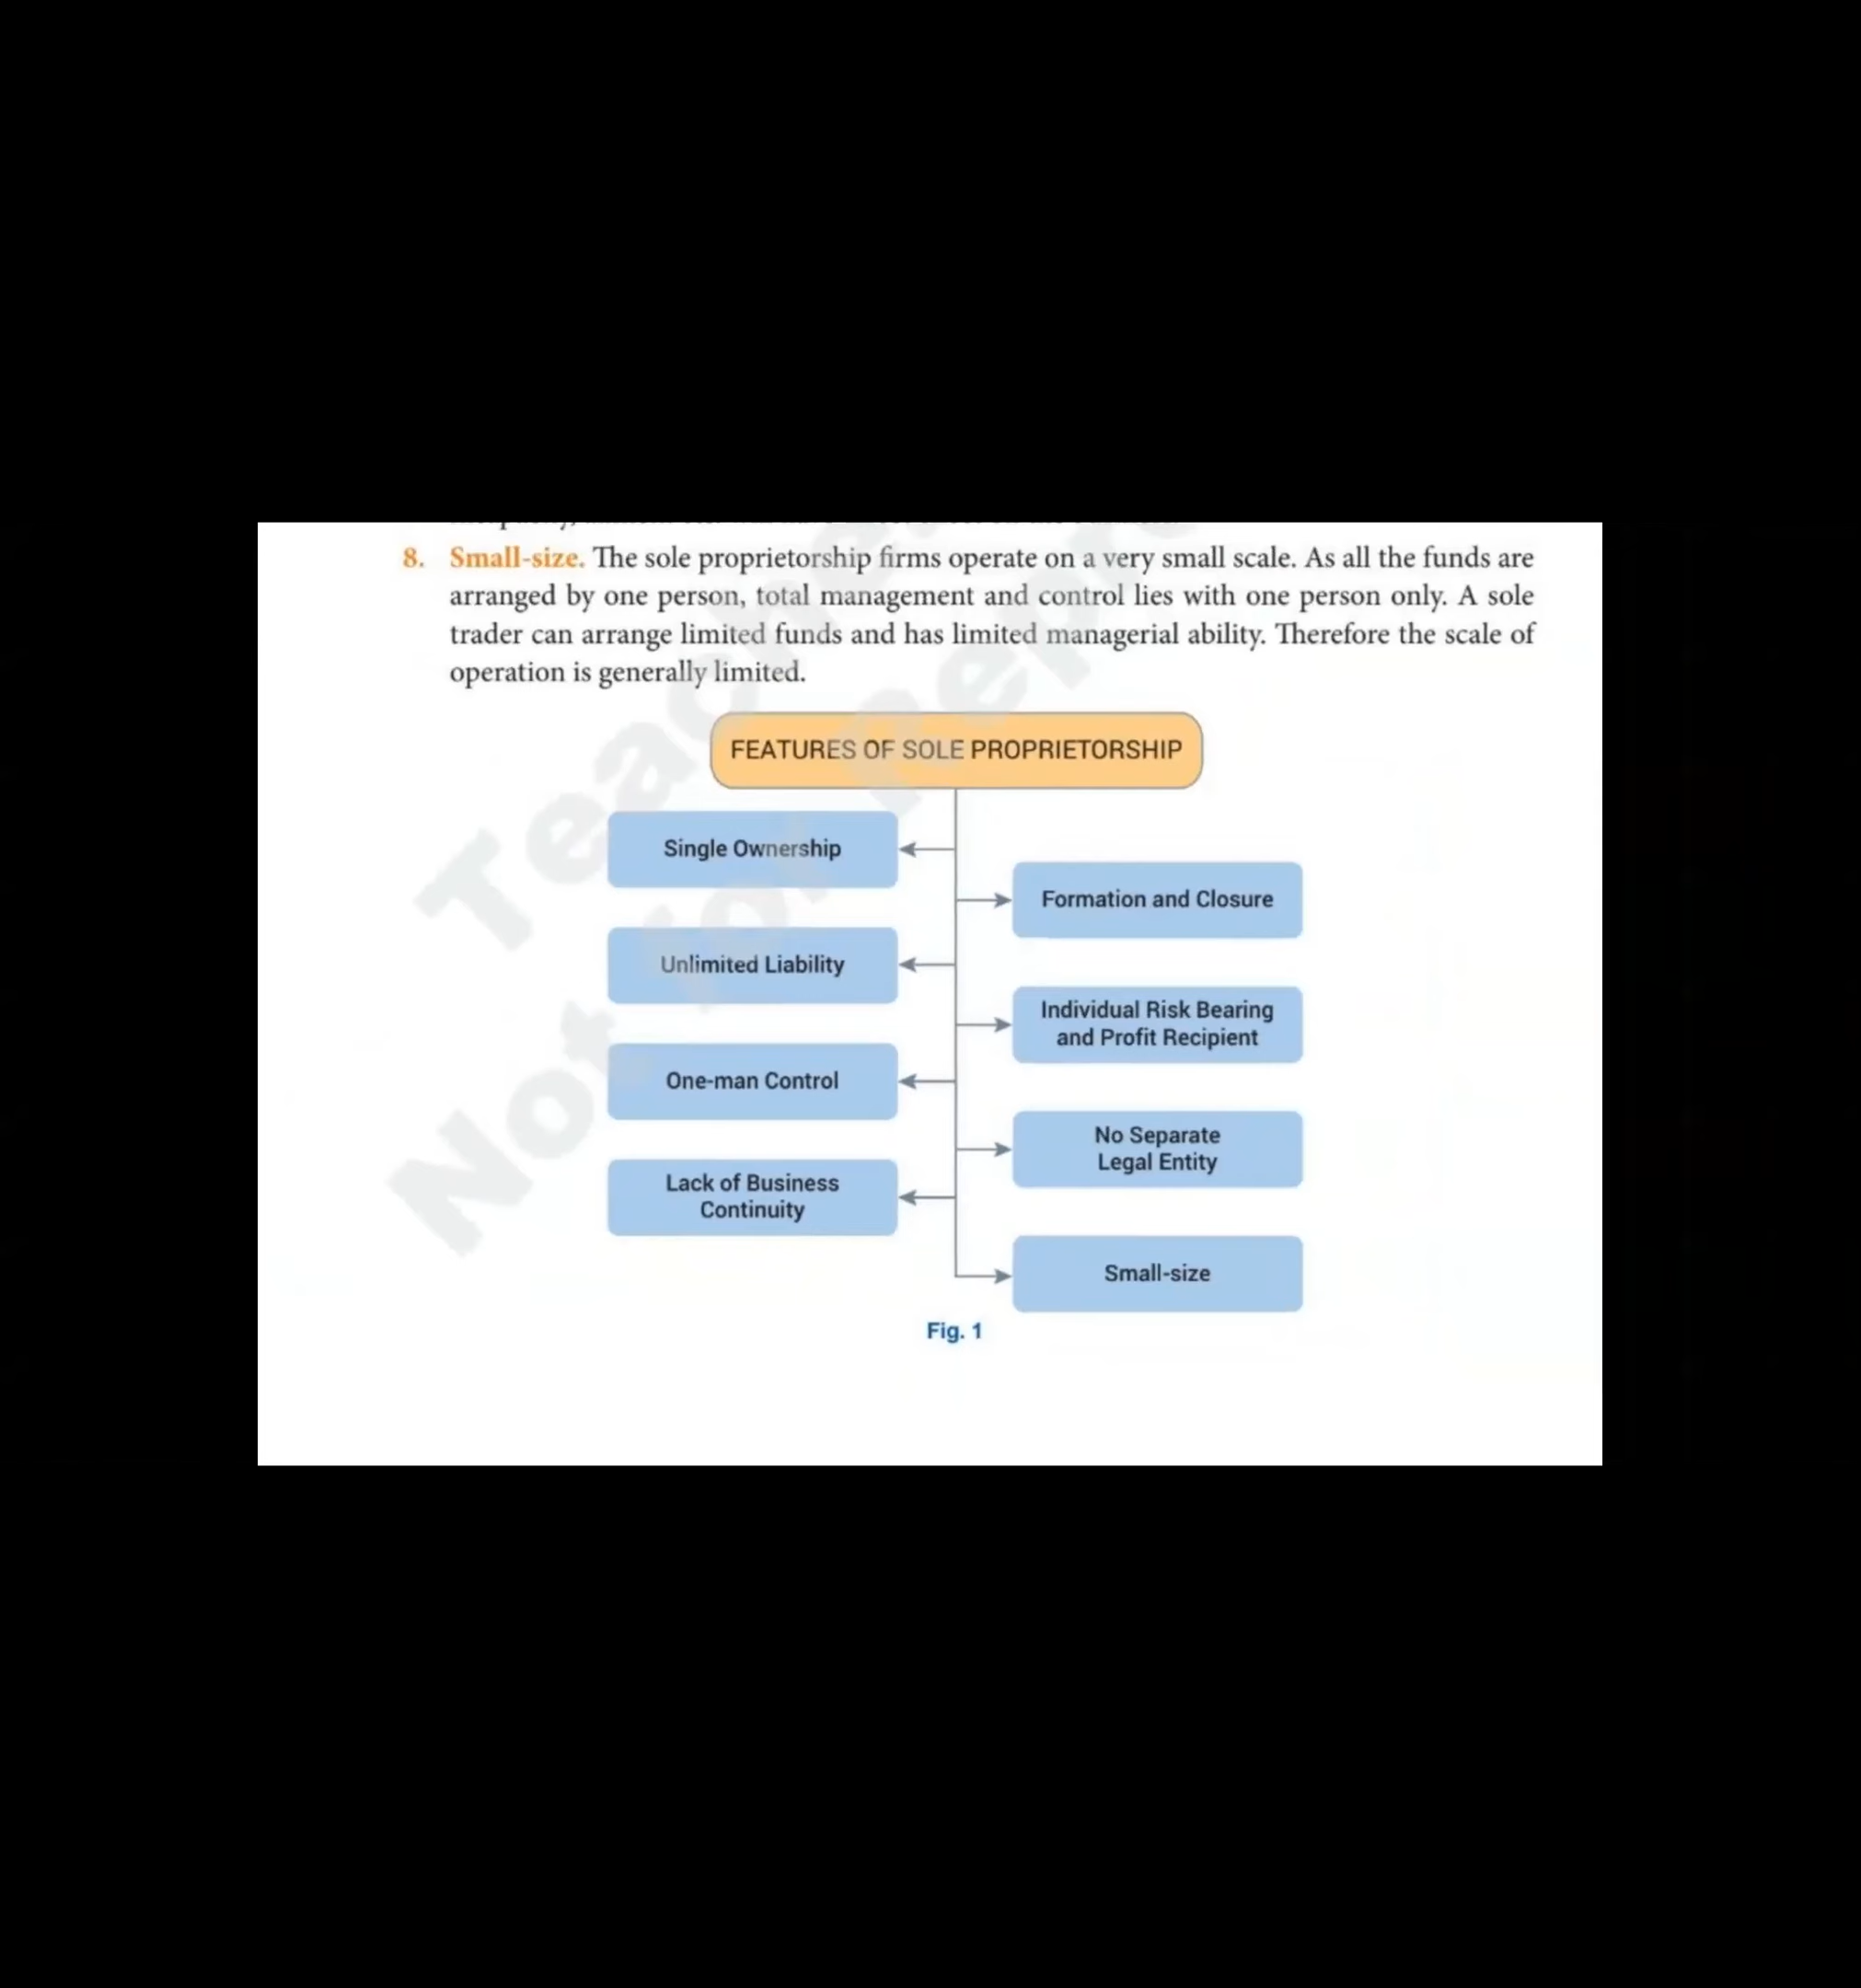 8. Small-size. The sole proprietorship firms operate on a very small scale. As all the funds are
arranged by one person, total management and control lies with one person only. A sole
trader can arrange limited funds and has limited managerial ability. Therefore the scale of
operation is generally limited.
FEATURES OF SOLE PROPRIETORSHIP
Single Ownership
Formation and Closure
Unlimited Liability
Individual Risk Bearing
and Profit Recipient
One-man Control
No Separate
Legal Entity
Lack of Business
Continuity
Small-size
Fig. 1
Not for